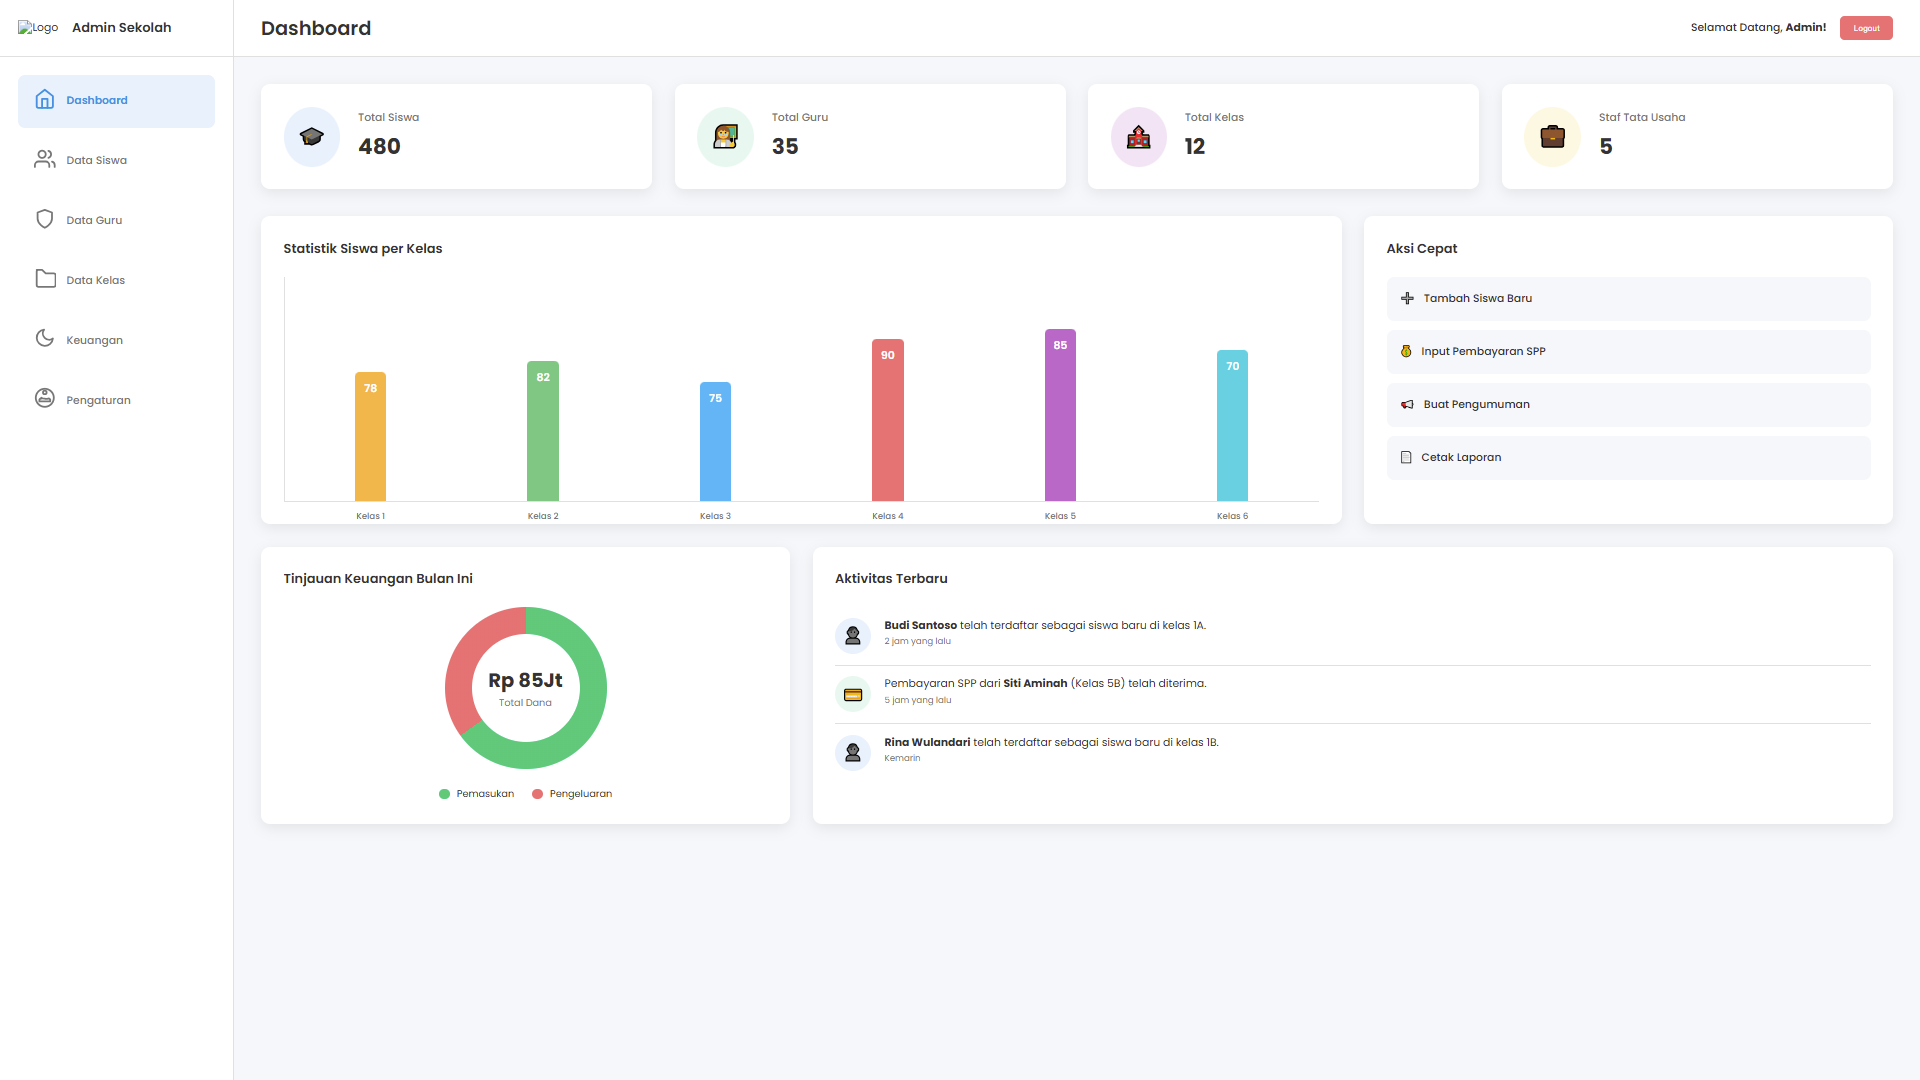 Logo
Admin Sekolah
Dashboard
Selamat Datang, Admin!
Logout
Dashboard
Data Siswa
Data Guru
Data Kelas
Keuangan
Pengaturan
Total Siswa
480
Total Guru
35
Total Kelas
12
Staf Tata Usaha
5
Statistik Siswa per Kelas
78
82
75
90
85
70
Kelas 1
Kelas 2
Kelas 3
Kelas 4
Kelas 5
Kelas 6
Aksi Cepat
Tambah Siswa Baru
Input Pembayaran SPP
Buat Pengumuman
Cetak Laporan
Tinjauan Keuangan Bulan Ini
Rp 85Jt
Total Dana
Pemasukan
Pengeluaran
Aktivitas Terbaru
Budi Santoso telah terdaftar sebagai siswa baru di kelas 1A.
2 jam yang lalu
Pembayaran SPP dari Siti Aminah (Kelas 5B) telah diterima.
5 jam yang lalu
Rina Wulandari telah terdaftar sebagai siswa baru di kelas 1B.
Kemarin